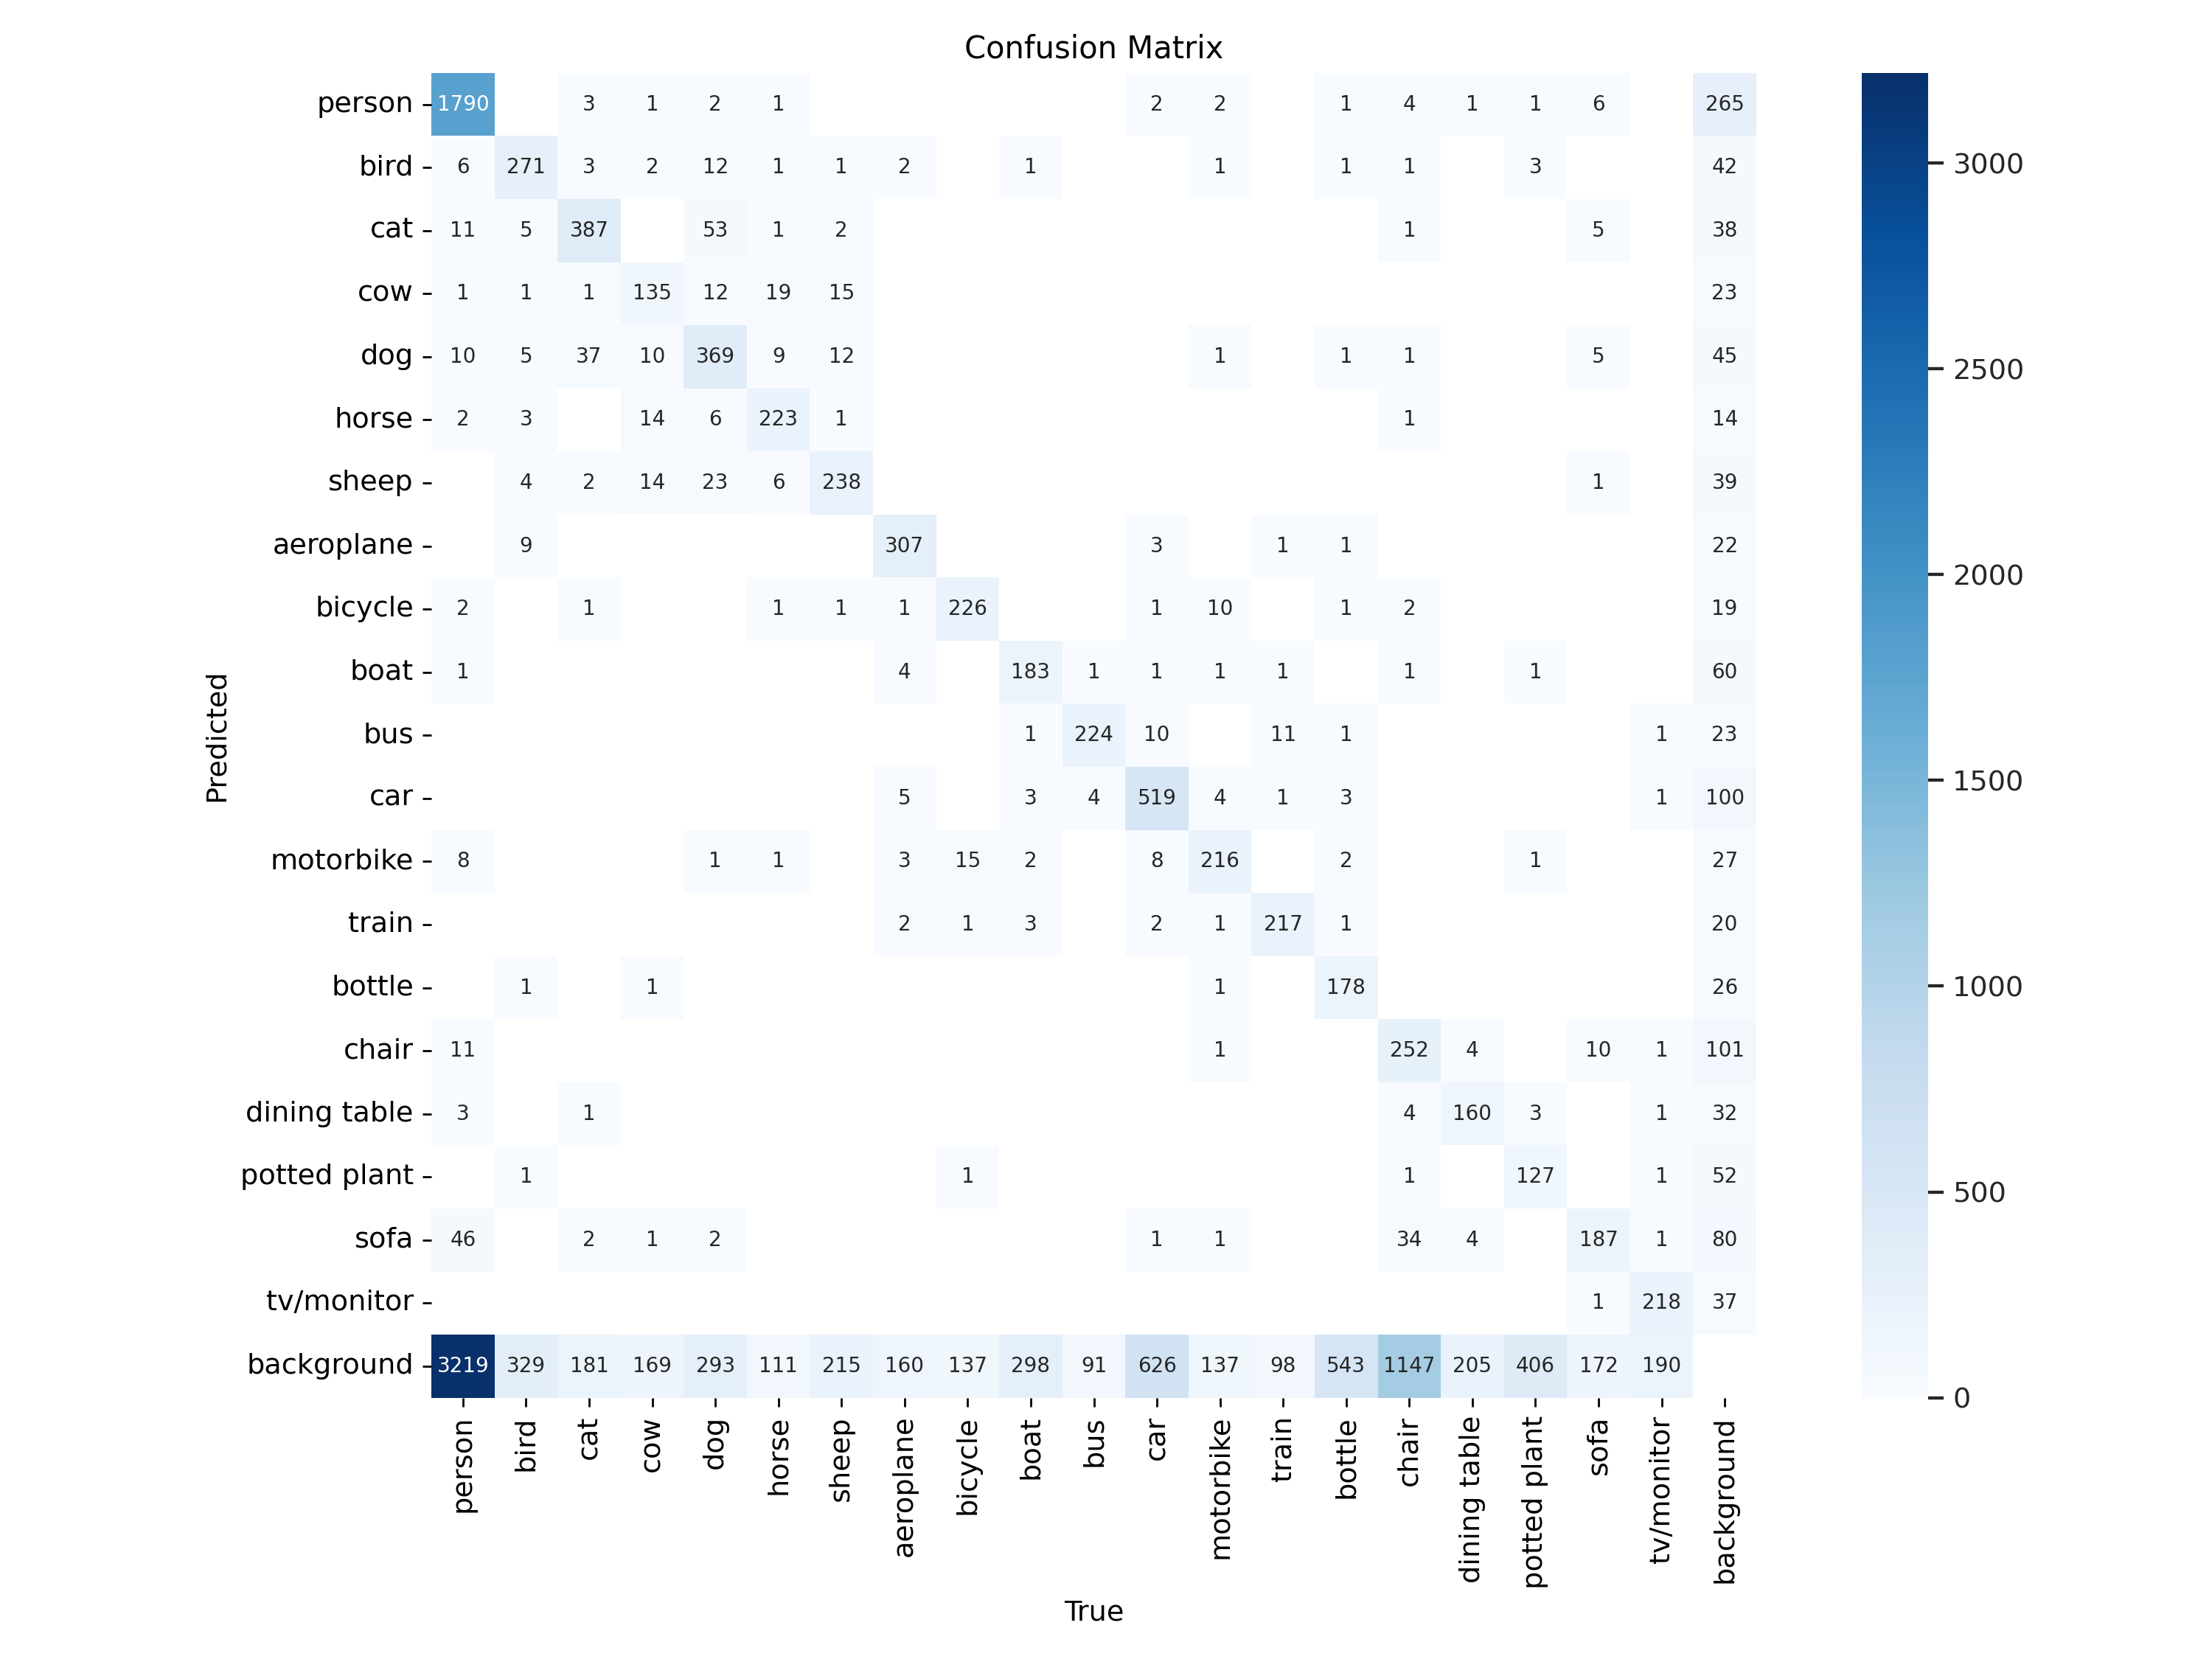 Confusion Matrix
person 1790 3 1 2 1 2 2 1 4 1 1 6 265
bird 6 271 3 2 12 1 1 2 1 1 1 1 3 42
cat 11 5 387 53 1 2 1 5 38
cow 1 1 1 135 12 19 15 23
dog 10 5 37 10 369 9 12 1 1 1 5 45
horse 2 3 14 6 223 1 1 14
sheep 4 2 14 23 6 238 1 39
aeroplane 9 307 3 1 1 22
bicycle 2 1 1 1 1 226 1 10 1 2 19
boat 1 4 183 1 1 1 1 1 1 60
bus 1 224 10 11 1 1 23
car 5 3 4 519 4 1 3 1 100
motorbike 8 1 1 3 15 2 8 216 2 1 27
train 2 1 3 2 1 217 1 20
bottle 1 1 1 178 26
chair 11 1 252 4 10 1 101
dining table 3 1 4 160 3 1 32
potted plant 1 1 1 127 1 52
sofa 46 2 1 2 1 1 34 4 187 1 80
tv/monitor 1 218 37
background 3219 329 181 169 293 111 215 160 137 298 91 626 137 98 543 1147 205 406 172 190
person bird cat cow dog horse sheep aeroplane bicycle boat bus car motorbike train bottle chair dining table potted plant sofa tv/monitor background
True
Predicted
3000
2500
2000
1500
1000
500
0